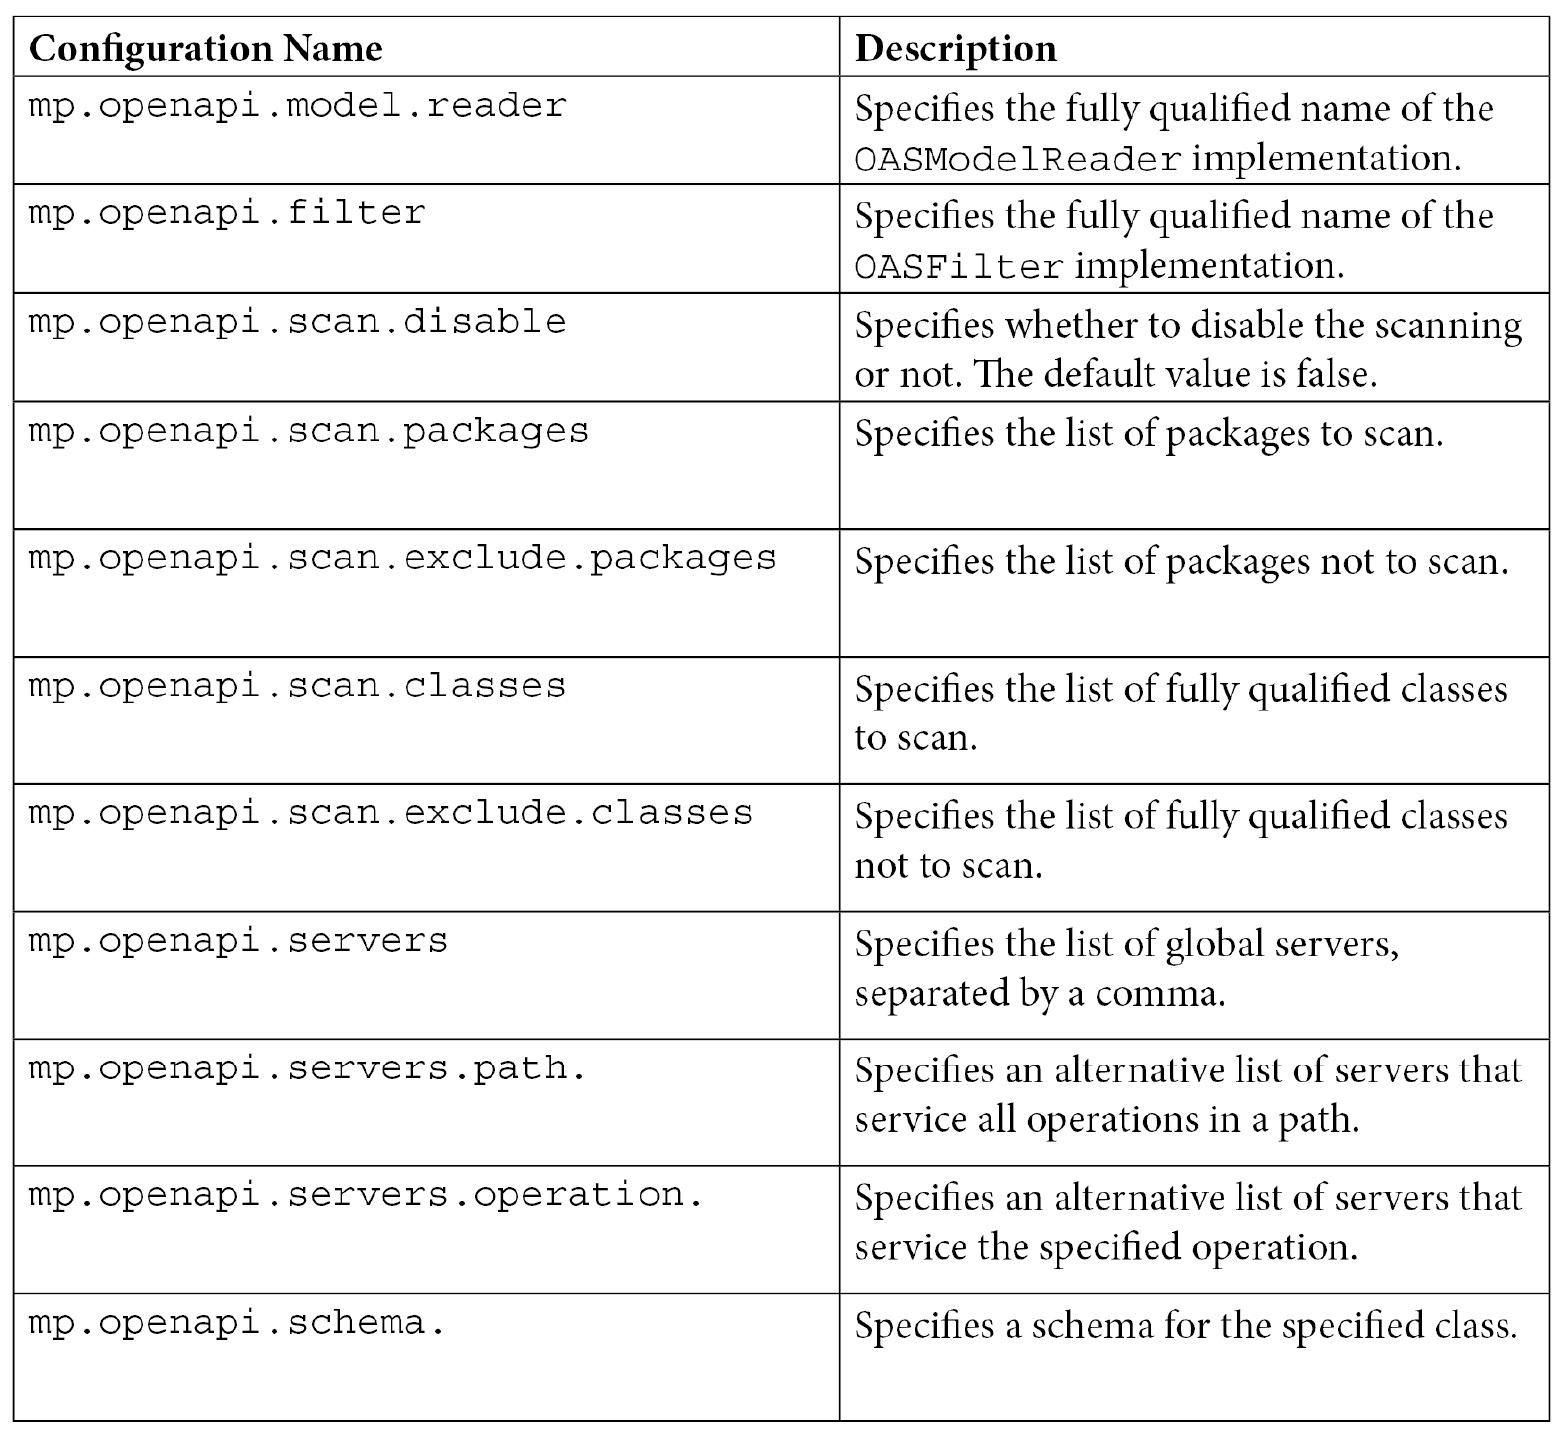 Configuration Name
Description
mp.openapi.model.reader
Specifies the fully qualified name of the
OASModelReader implementation.
mp.openapi.filter
Specifies the fully qualified name of the
OASFilter implementation.
mp.openapi.scan.disable
Specifies whether to disable the scanning
or not. The default value is false.
mp.openapi.scan.packages
Specifies the list of packages to scan.
mp.openapi.scan.exclude.packages
Specifies the list of packages not to scan.
mp.openapi.scan.classes
Specifies the list of fully qualified classes
to scan.
mp.openapi.scan.exclude.classes
Specifies the list of fully qualified classes
not to scan.
mp.openapi.servers
Specifies the list of global servers,
separated by a comma.
mp.openapi.servers.path.
Specifies an alternative list of servers that
service all operations in a path.
mp.openapi.servers.operation.
Specifies an alternative list of servers that
service the specified operation.
mp.openapi.schema.
Specifies a schema for the specified class.